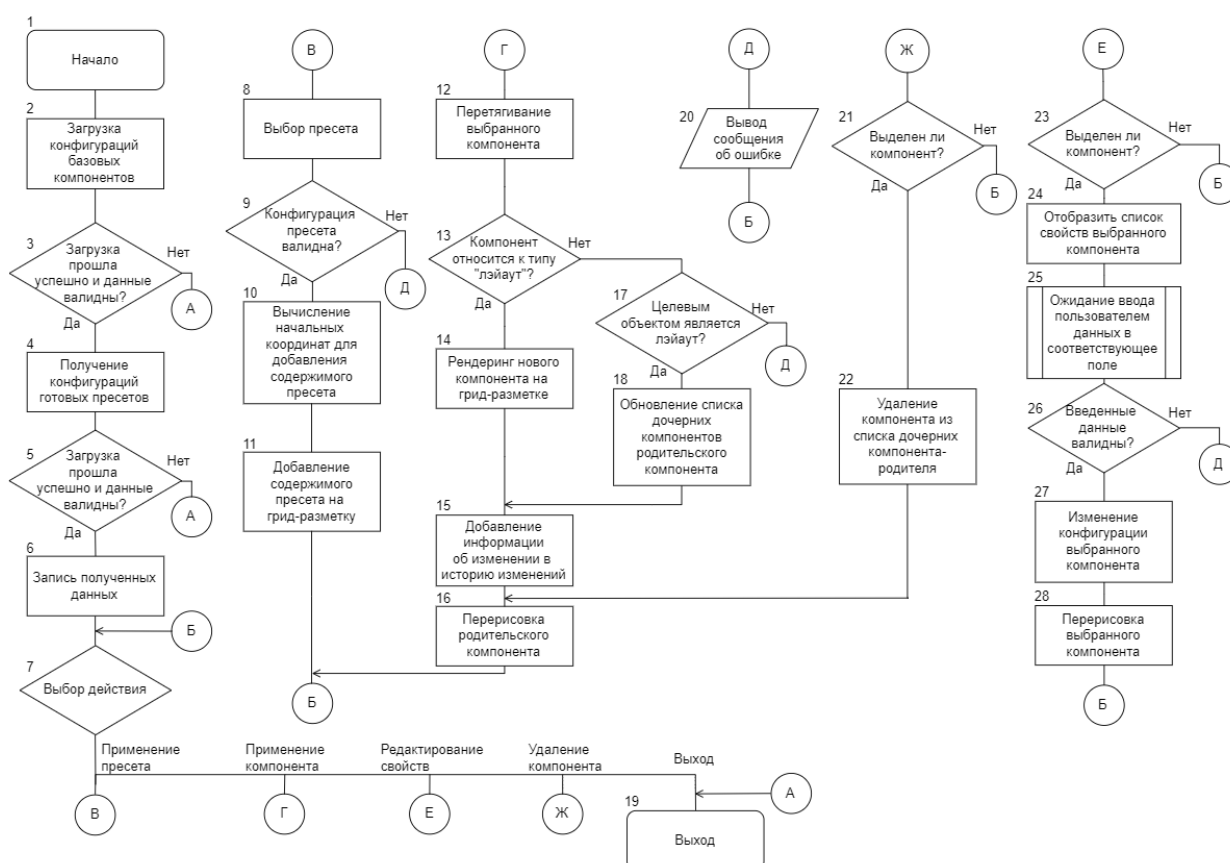 1
Начало
2
Загрузка
конфигураций
базовых
компонентов
3
Загрузка
прошла
успешно и данные
валидны?
Нет
А
Да
4
Получение
конфигураций
готовых пресетов
5
Загрузка
прошла
успешно и данные
валидны?
Нет
А
Да
6
Запись полученных
данных
Б
7
Выбор действия
Применение
пресета
Применение
компонента
Редактирование
свойств
Удаление
компонента
Выход
В
Г
Е
Ж
А
19
Выход
В
8
Выбор пресета
9
Конфигурация
пресета
валидна?
Нет
Д
Да
10
Вычисление
начальных
координат для
добавления
содержимого
пресета
11
Добавление
содержимого
пресета на
грид-разметку
Б
Г
12
Перетягивание
выбранного
компонента
13
Компонент
относится к типу
"лэйаут"?
Нет
Да
14
Рендеринг нового
компонента на
грид-разметке
17
Целевым
объектом является
лэйаут?
Нет
Д
Да
18
Обновление списка
дочерних
компонентов
родительского
компонента
15
Добавление
информации
об изменении в
историю изменений
16
Перерисовка
родительского
компонента
Д
20
Вывод
сообщения
об ошибке
Б
Ж
21
Выделен ли
компонент?
Нет
Б
Да
22
Удаление
компонента из
списка дочерних
компонента-
родителя
Е
23
Выделен ли
компонент?
Нет
Б
Да
24
Отобразить список
свойств выбранного
компонента
25
Ожидание ввода
пользователем
данных в
соответствующее
поле
26
Введенные
данные
валидны?
Нет
Д
Да
27
Изменение
конфигурации
выбранного
компонента
28
Перерисовка
выбранного
компонента
Б